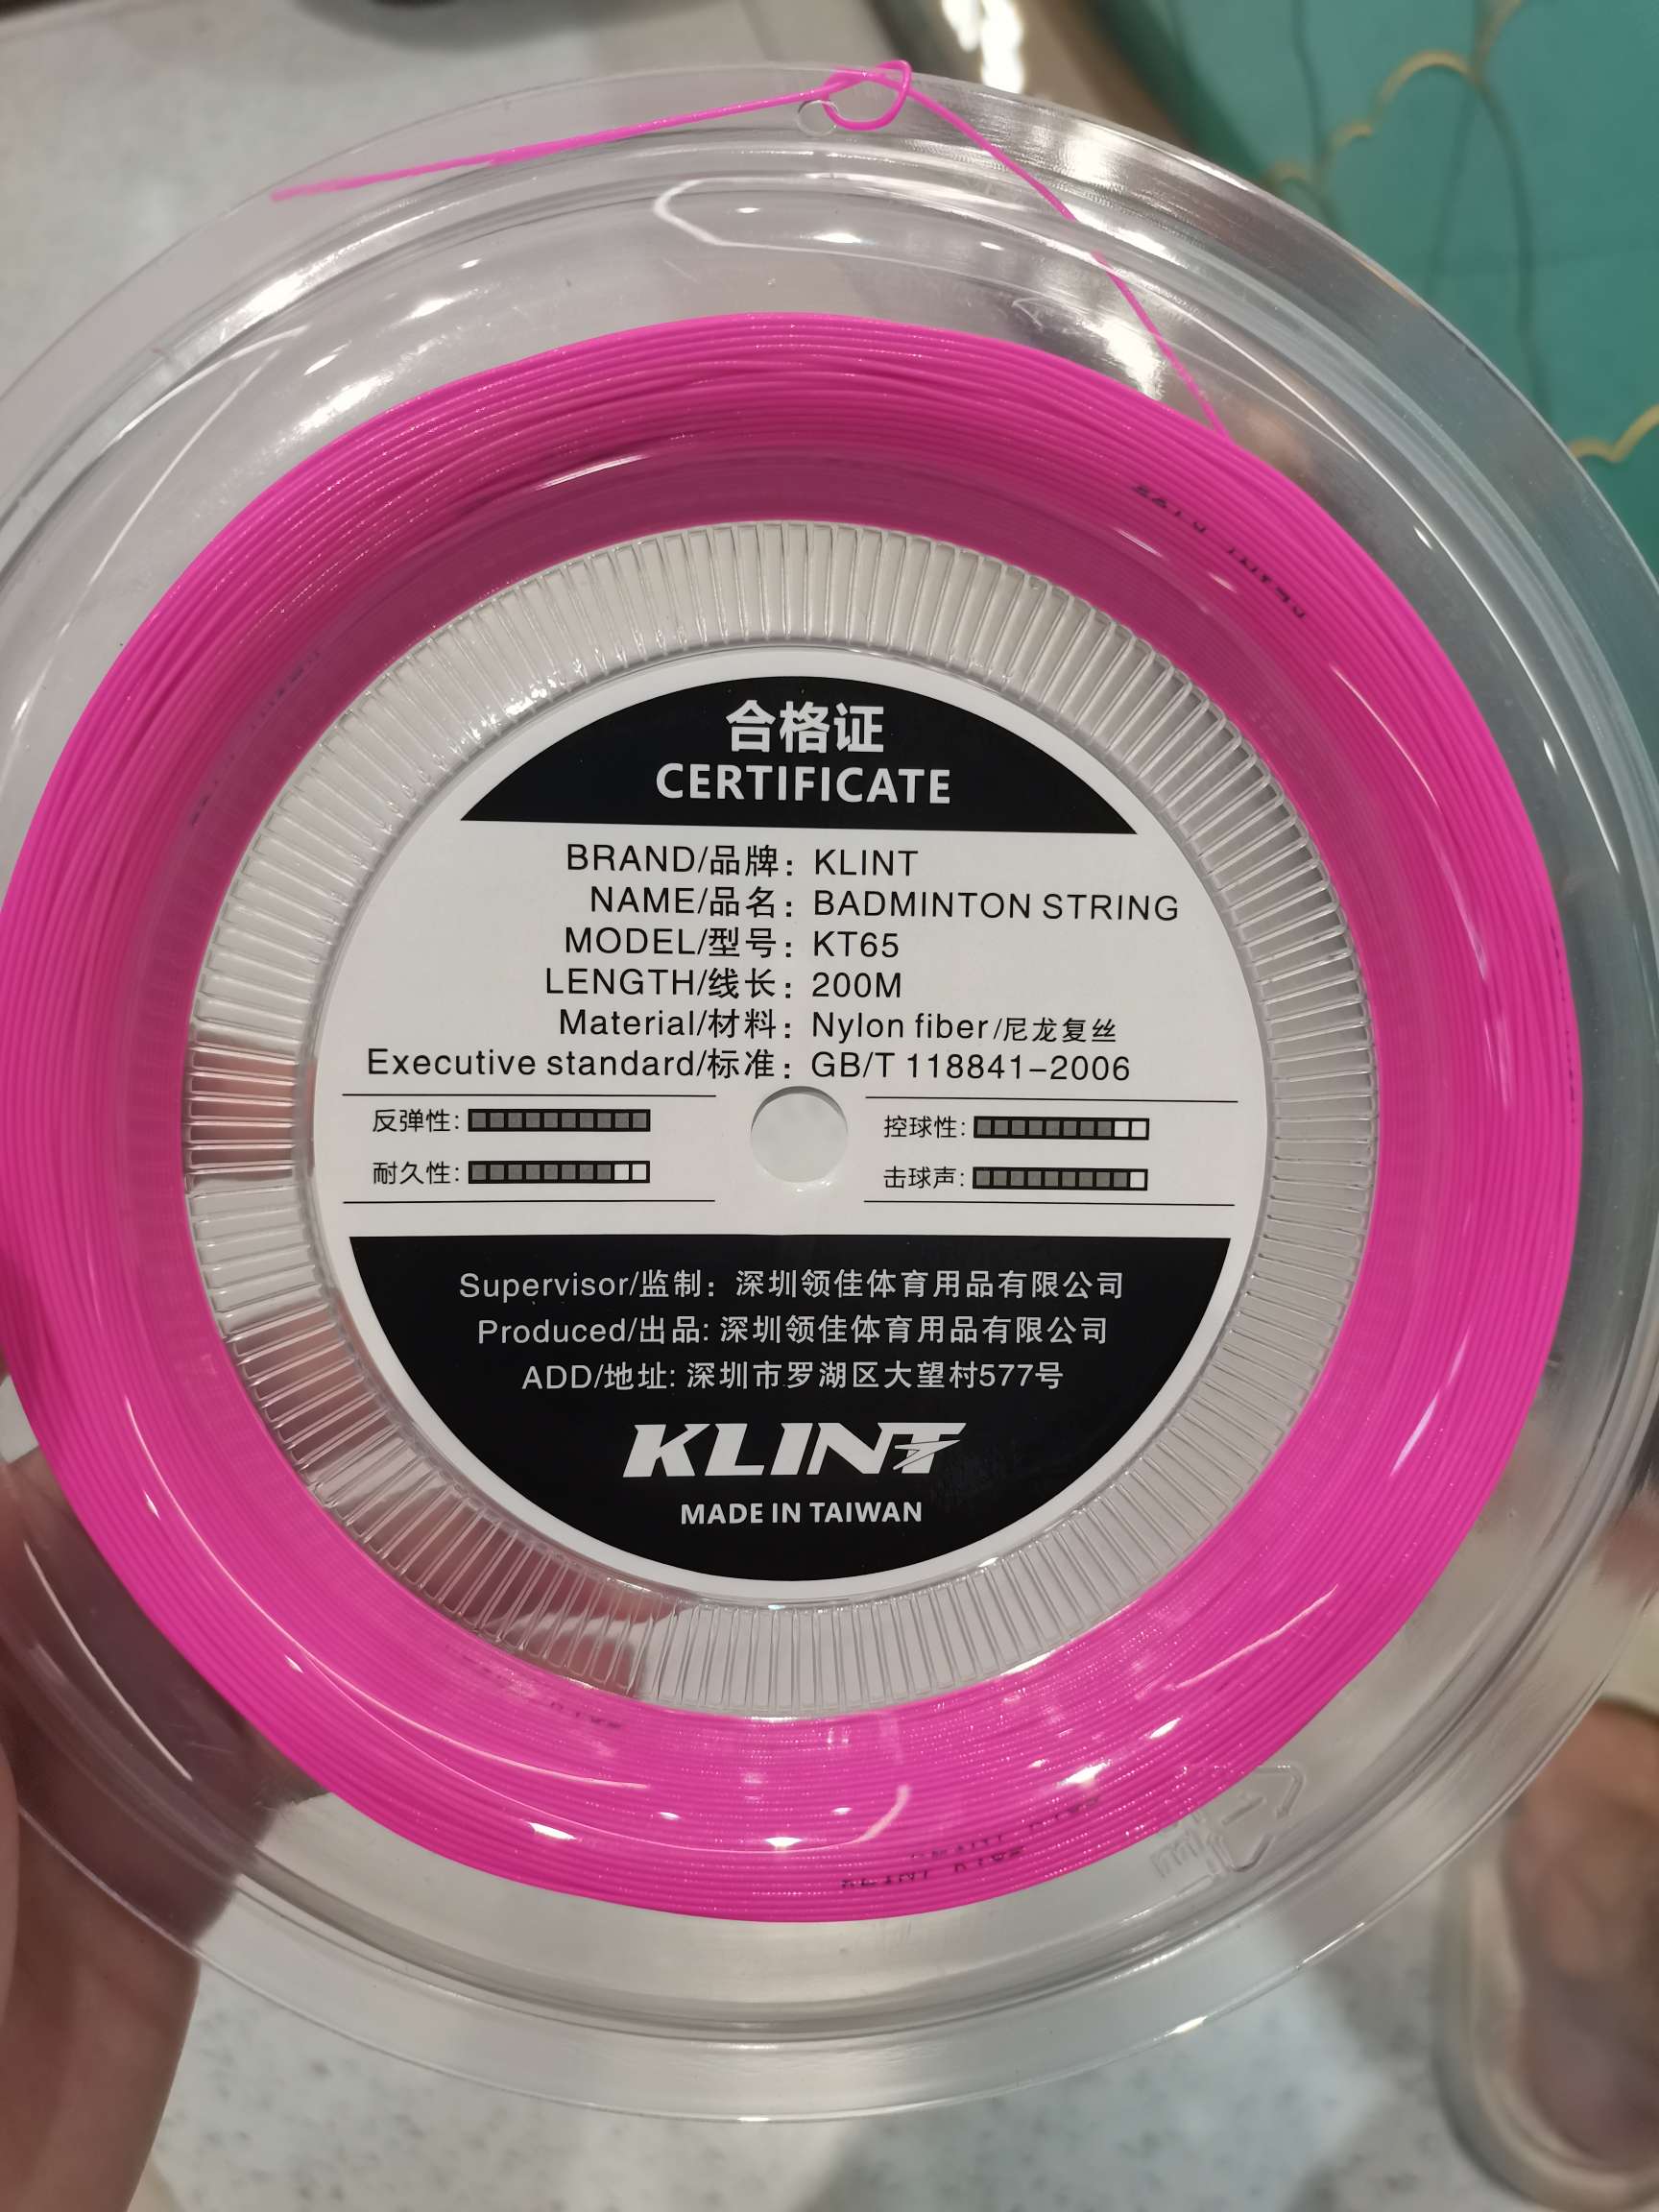 合格证
CERTIFICATE
BRAND/品牌：KLINT
NAME/品名：BADMINTON STRING
MODEL/型号：KT65
LENGTH/线长：200M
Material/材料：Nylon fiber/尼龙复丝
Executive standard/标准：GB/T 118841-2006
反弹性:
控球性:
耐久性:
击球声:
Supervisor/监制：深圳领佳体育用品有限公司
Produced/出品: 深圳领佳体育用品有限公司
ADD/地址: 深圳市罗湖区大望村577号
KLINT
MADE IN TAIWAN